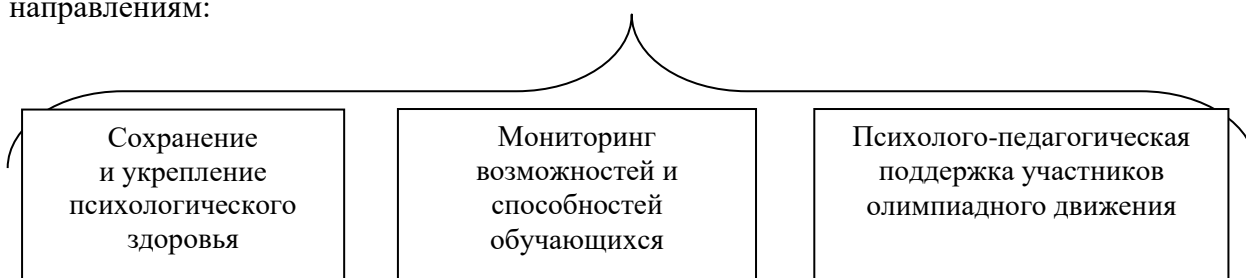 направлениям:
Сохранение
и укрепление
психологического
здоровья
Мониторинг
возможностей и
способностей
обучающихся
Психолого-педагогическая
поддержка участников
олимпиадного движения